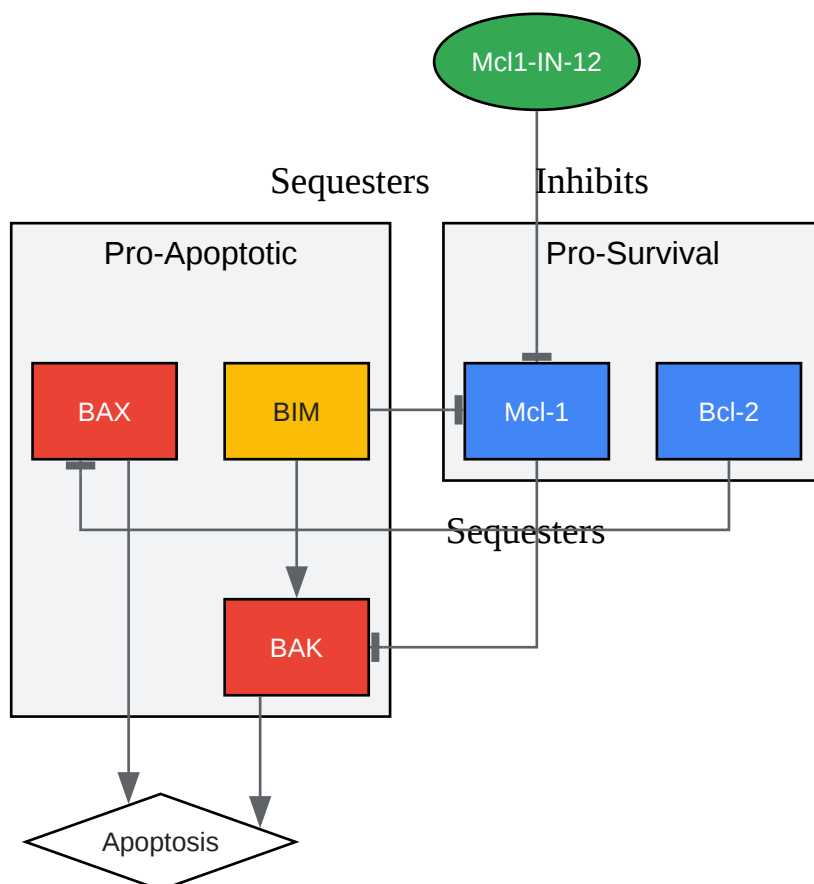 Mcl1-IN-12
Sequesters
Inhibits
Pro-Apoptotic
Pro-Survival
BAX
BIM
Mcl-1
Bcl-2
Sequesters
BAK
Apoptosis